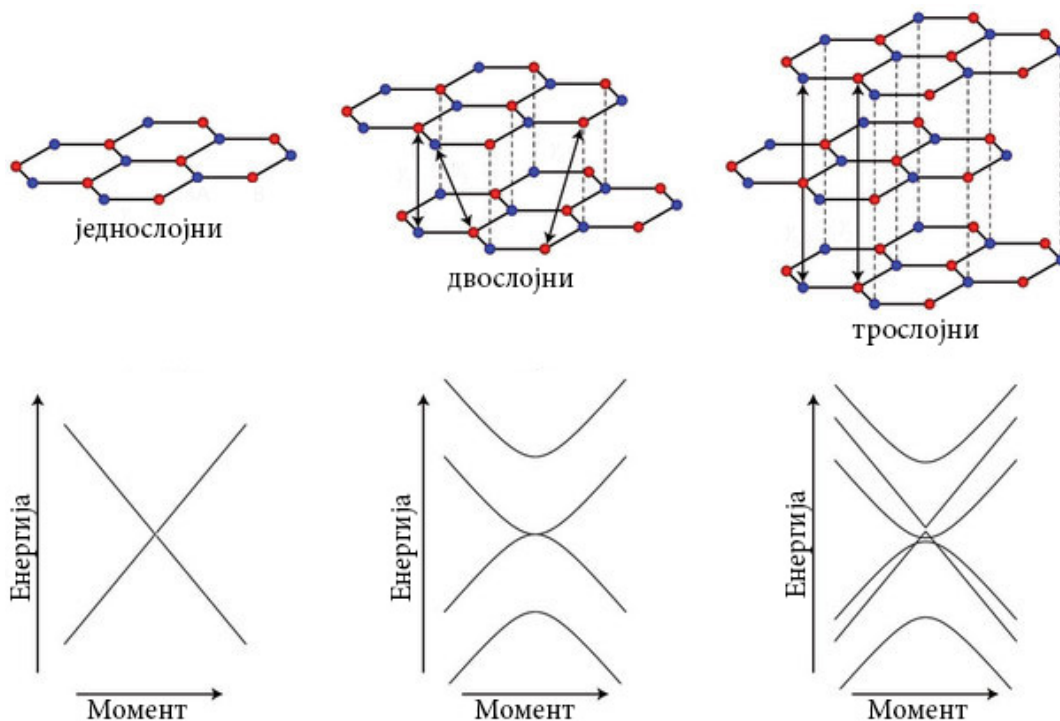 једнослојни
двослојни
трослојни
Енергија
Момент
Енергија
Момент
Енергија
Момент